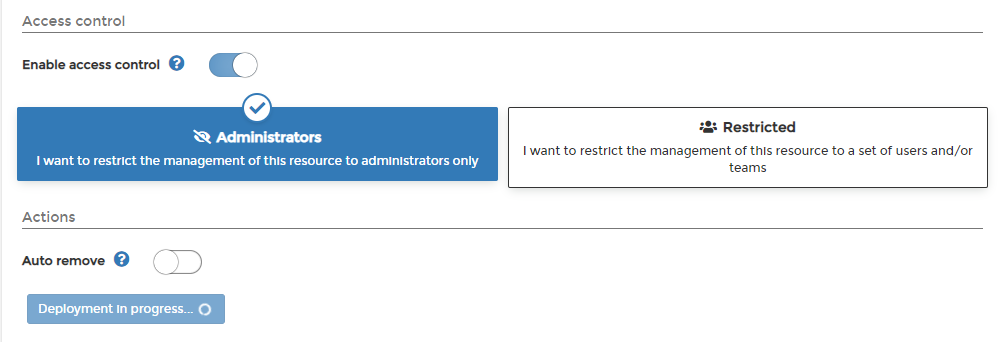 Access control
Enable access control ?
Administrators
I want to restrict the management of this resource to administrators only
Restricted
I want to restrict the management of this resource to a set of users and/or
teams
Actions
Auto remove ?
Deployment in progress...